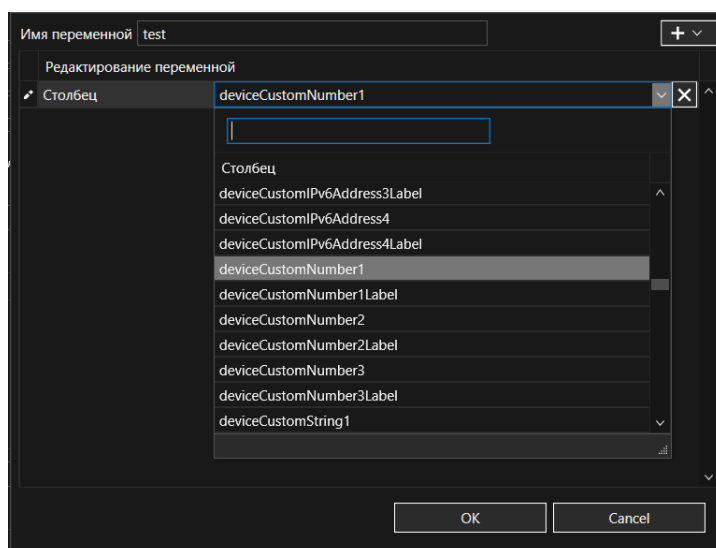 Имя переменной test
Редактирование переменной
Столбец deviceCustomNumber1
Столбец
deviceCustomIPv6Address3Label
deviceCustomIPv6Address4
deviceCustomIPv6Address4Label
deviceCustomNumber1
deviceCustomNumber1Label
deviceCustomNumber2
deviceCustomNumber2Label
deviceCustomNumber3
deviceCustomNumber3Label
deviceCustomString1
OK Cancel